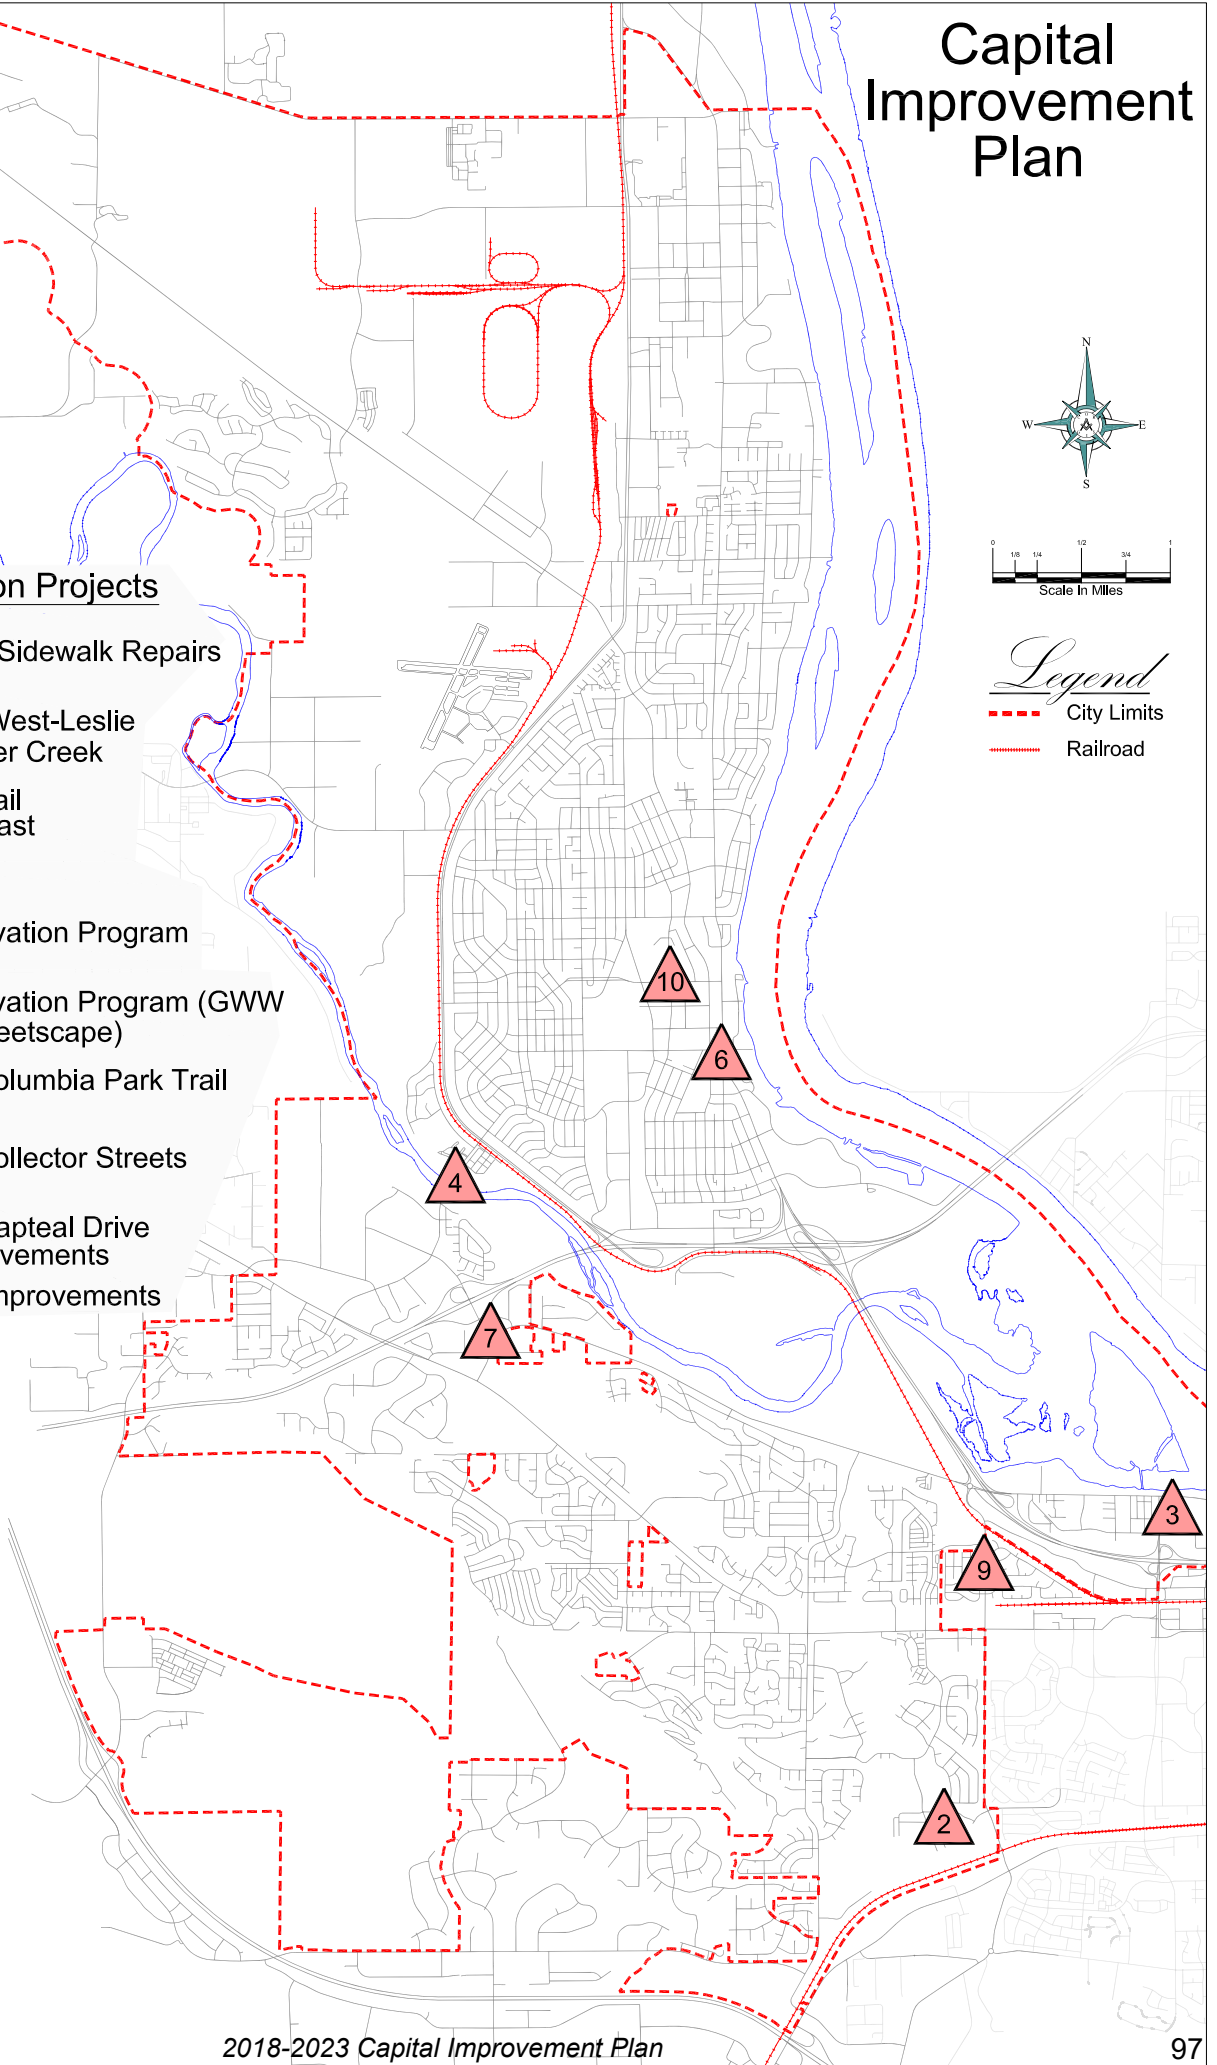 Capital
Improvement
Plan
N
W
E
S
0
1/8
1/4
1/2
3/4
1
Scale In Miles
Legend
City Limits
Railroad
on Projects
Sidewalk Repairs
West-Leslie
er Creek
ail
ast
vation Program
vation Program (GWW
eetscape)
olumbia Park Trail
ollector Streets
apteal Drive
vements
mprovements
10
6
4
7
3
9
2
2018-2023 Capital Improvement Plan
97